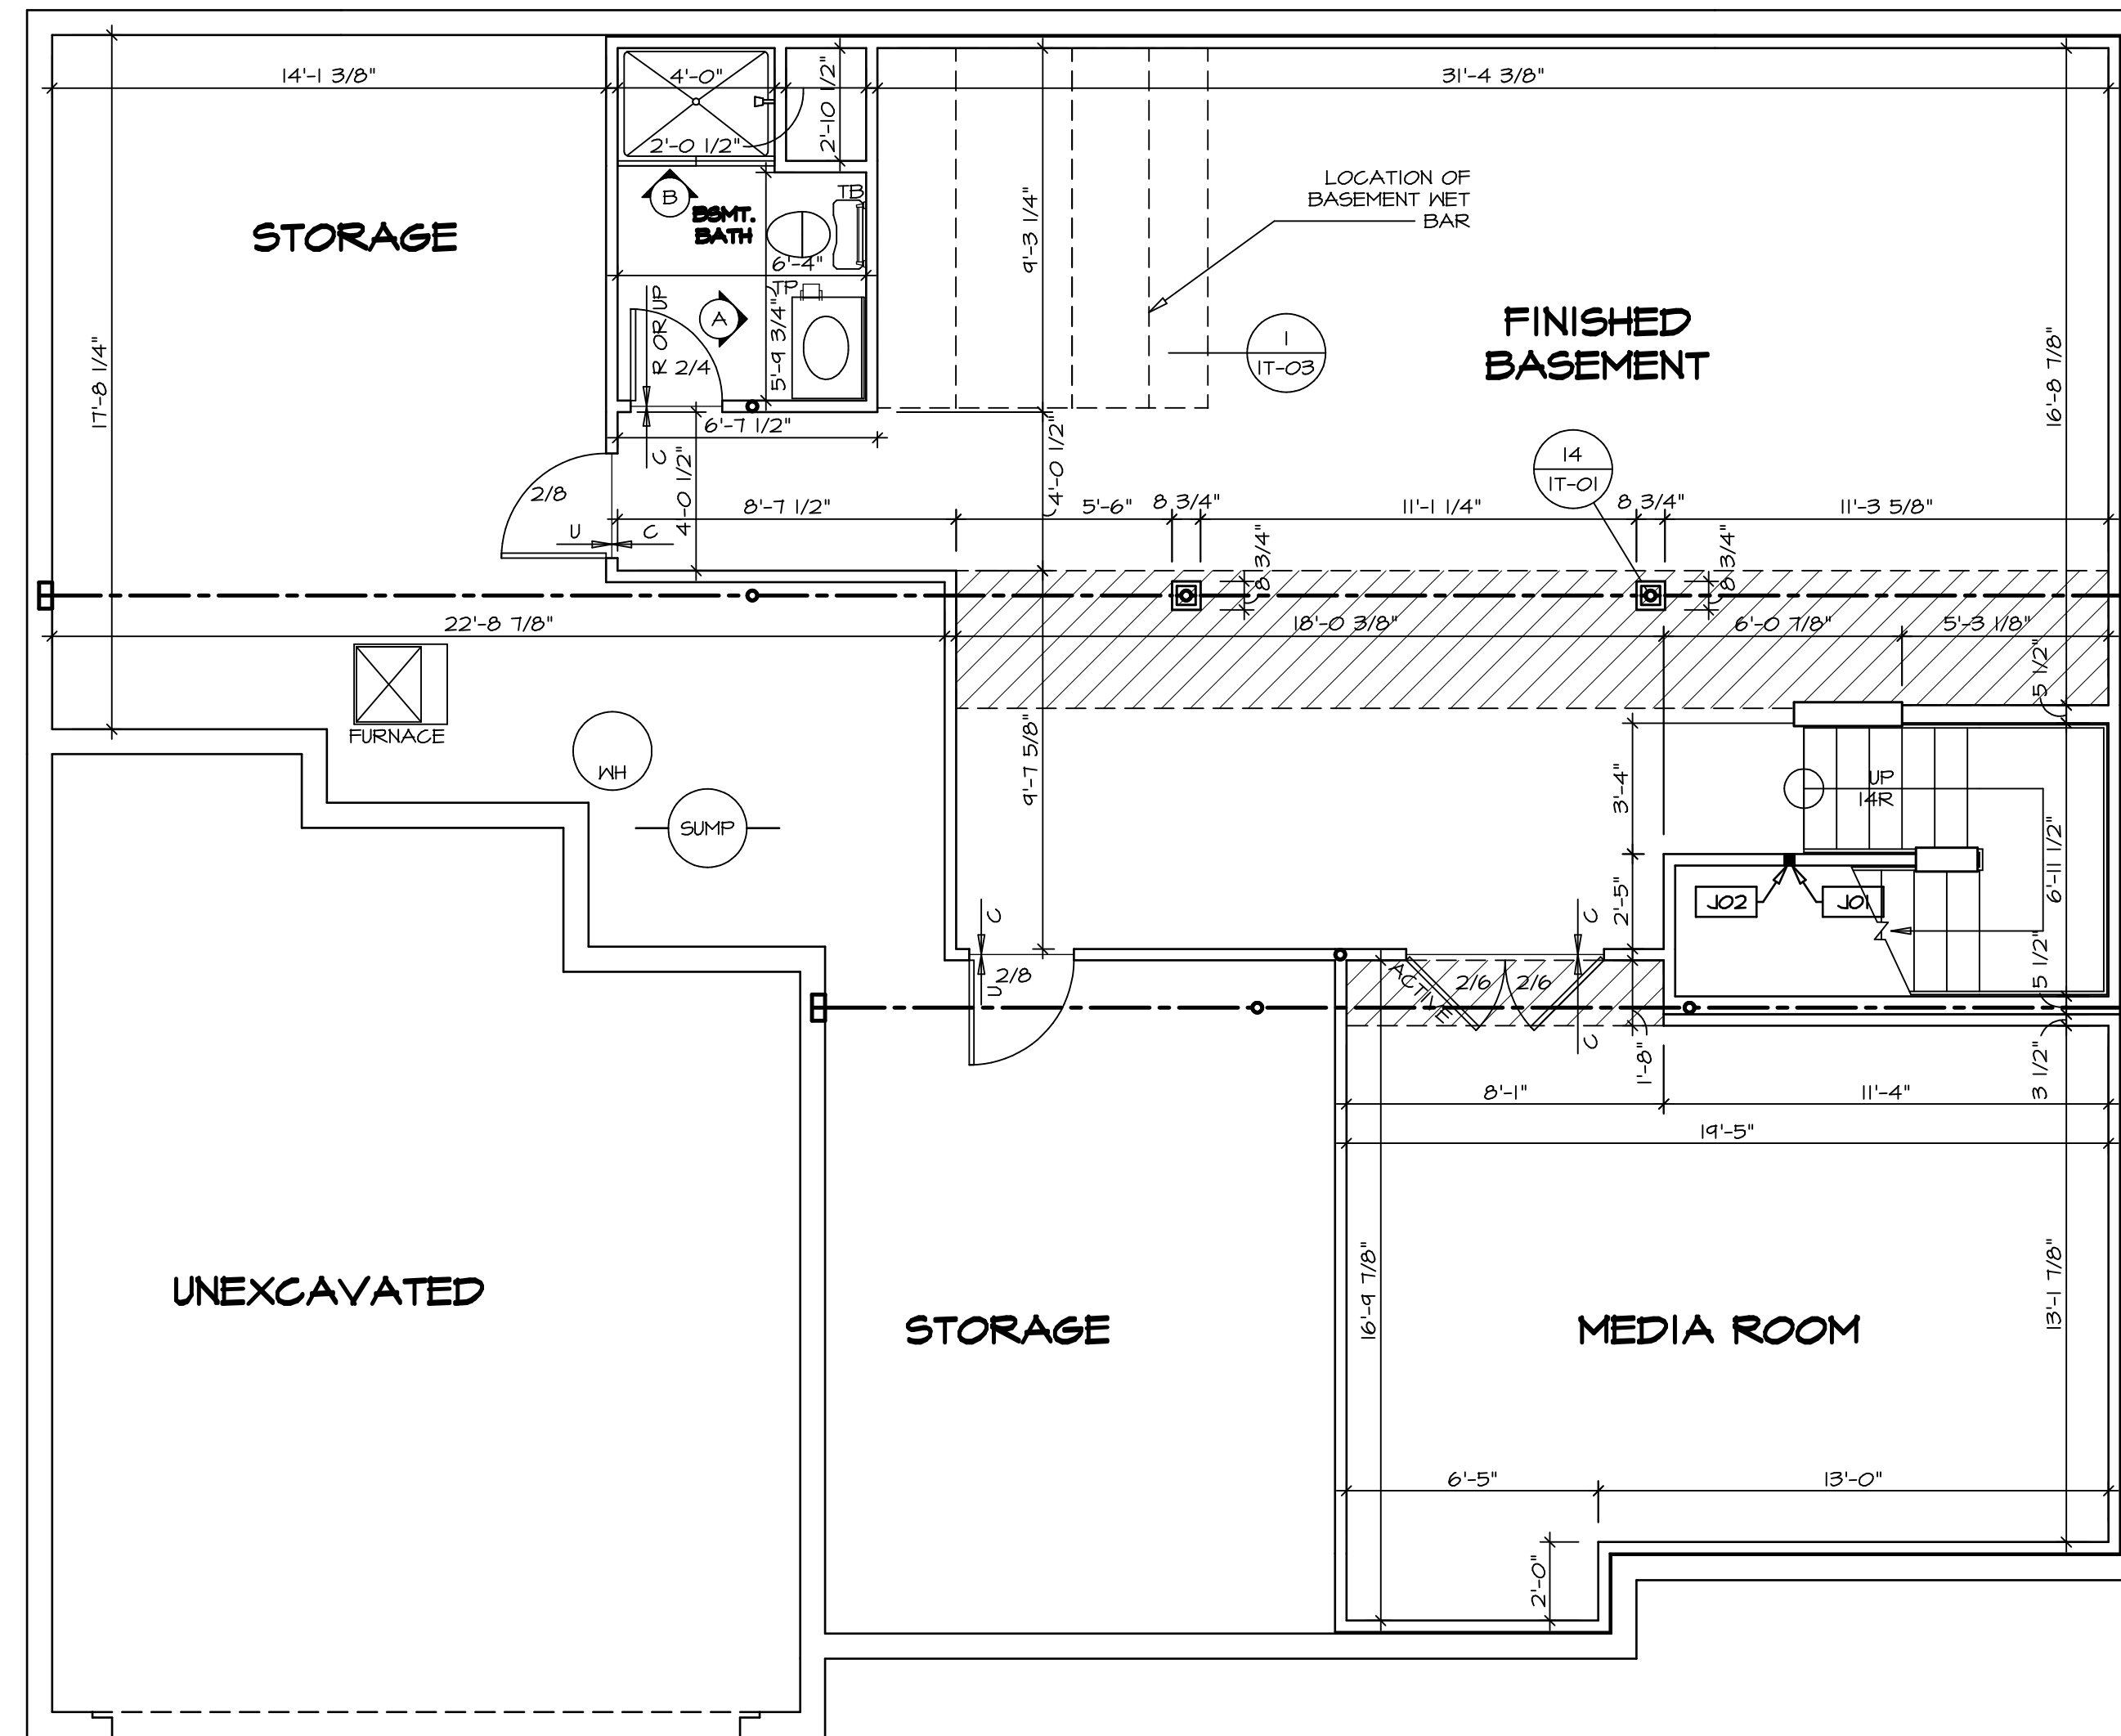 14'-1 3/8"
4'-0"
2'-10 1/2"
31'-4 3/8"
2'-0 1/2"
LOCATION OF
BASEMENT WET
BAR
TB
B
BSMT.
BATH
STORAGE
9'-3 1/4"
6'-4"
TP
A
R OR UP
2/4
5'-9 3/4"
17'-8 1/4"
1
IT-03
FINISHED
BASEMENT
16'-8 7/8"
6'-7 1/2"
C
4'-0 1/2"
4'-0 1/2"
14
IT-01
2/8
U
C
8'-7 1/2"
5'-6"
8 3/4"
11'-1 1/4"
8 3/4"
11'-3 5/8"
8 3/4"
8 3/4"
22'-8 7/8"
18'-0 3/8"
6'-0 7/8"
5'-3 1/8"
5 1/2"
FURNACE
WH
SUMP
9'-7 5/8"
3'-4"
UP
14R
6'-11 1/2"
2'-5"
J02
J01
C
U
2/8
C
ACTIVE
2/6
2/6
C
1'-8"
5 1/2"
3 1/2"
8'-1"
11'-4"
19'-5"
UNEXCAVATED
STORAGE
16'-9 7/8"
MEDIA ROOM
13'-1 7/8"
6'-5"
13'-0"
2'-0"